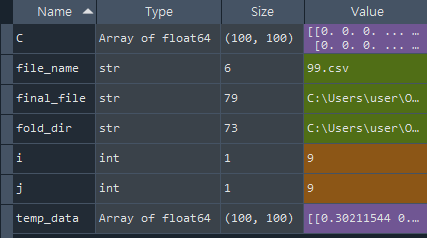 Name Type Size Value
C Array of float64 (100, 100) [[0. 0. 0. ... …
[0. 0. 0. ... …
file_name str 6 99.csv
final_file str 79 C:\Users\user\O…
fold_dir str 73 C:\Users\user\O…
i int 1 9
j int 1 9
temp_data Array of float64 (100, 100) [[0.30211544 0.…